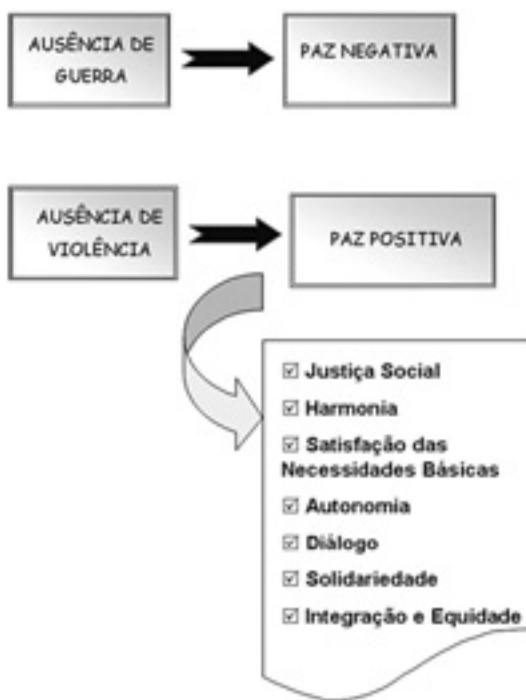 AUSÊNCIA DE
GUERRA
PAZ NEGATIVA
AUSÊNCIA DE
VIOLÊNCIA
PAZ POSITIVA
☑ Justiça Social
☑ Harmonia
☑ Satisfação das
Necessidades Básicas
☑ Autonomia
☑ Diálogo
☑ Solidariedade
☑ Integração e Equidade